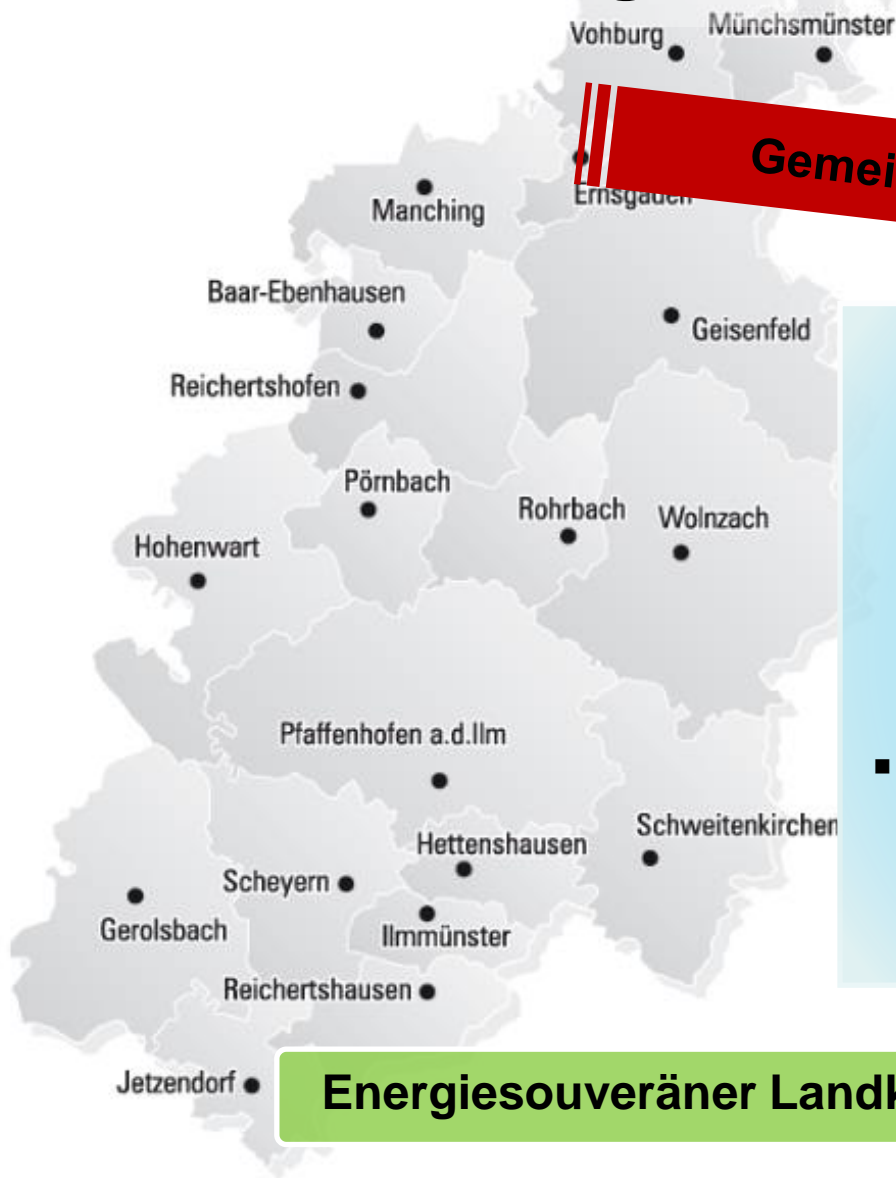 Vohburg
Münchsmünster
Gemei
Ernsgaden
Manching
Baar-Ebenhausen
Geisenfeld
Reichertshofen
Pörnbach
Rohrbach
Wolnzach
Hohenwart
Pfaffenhofen a.d.Ilm
Schweitenkirchen
Hettenshausen
Scheyern
Gerolsbach
Ilmmünster
Reichertshausen
Jetzendorf
Energiesouveräner Landk